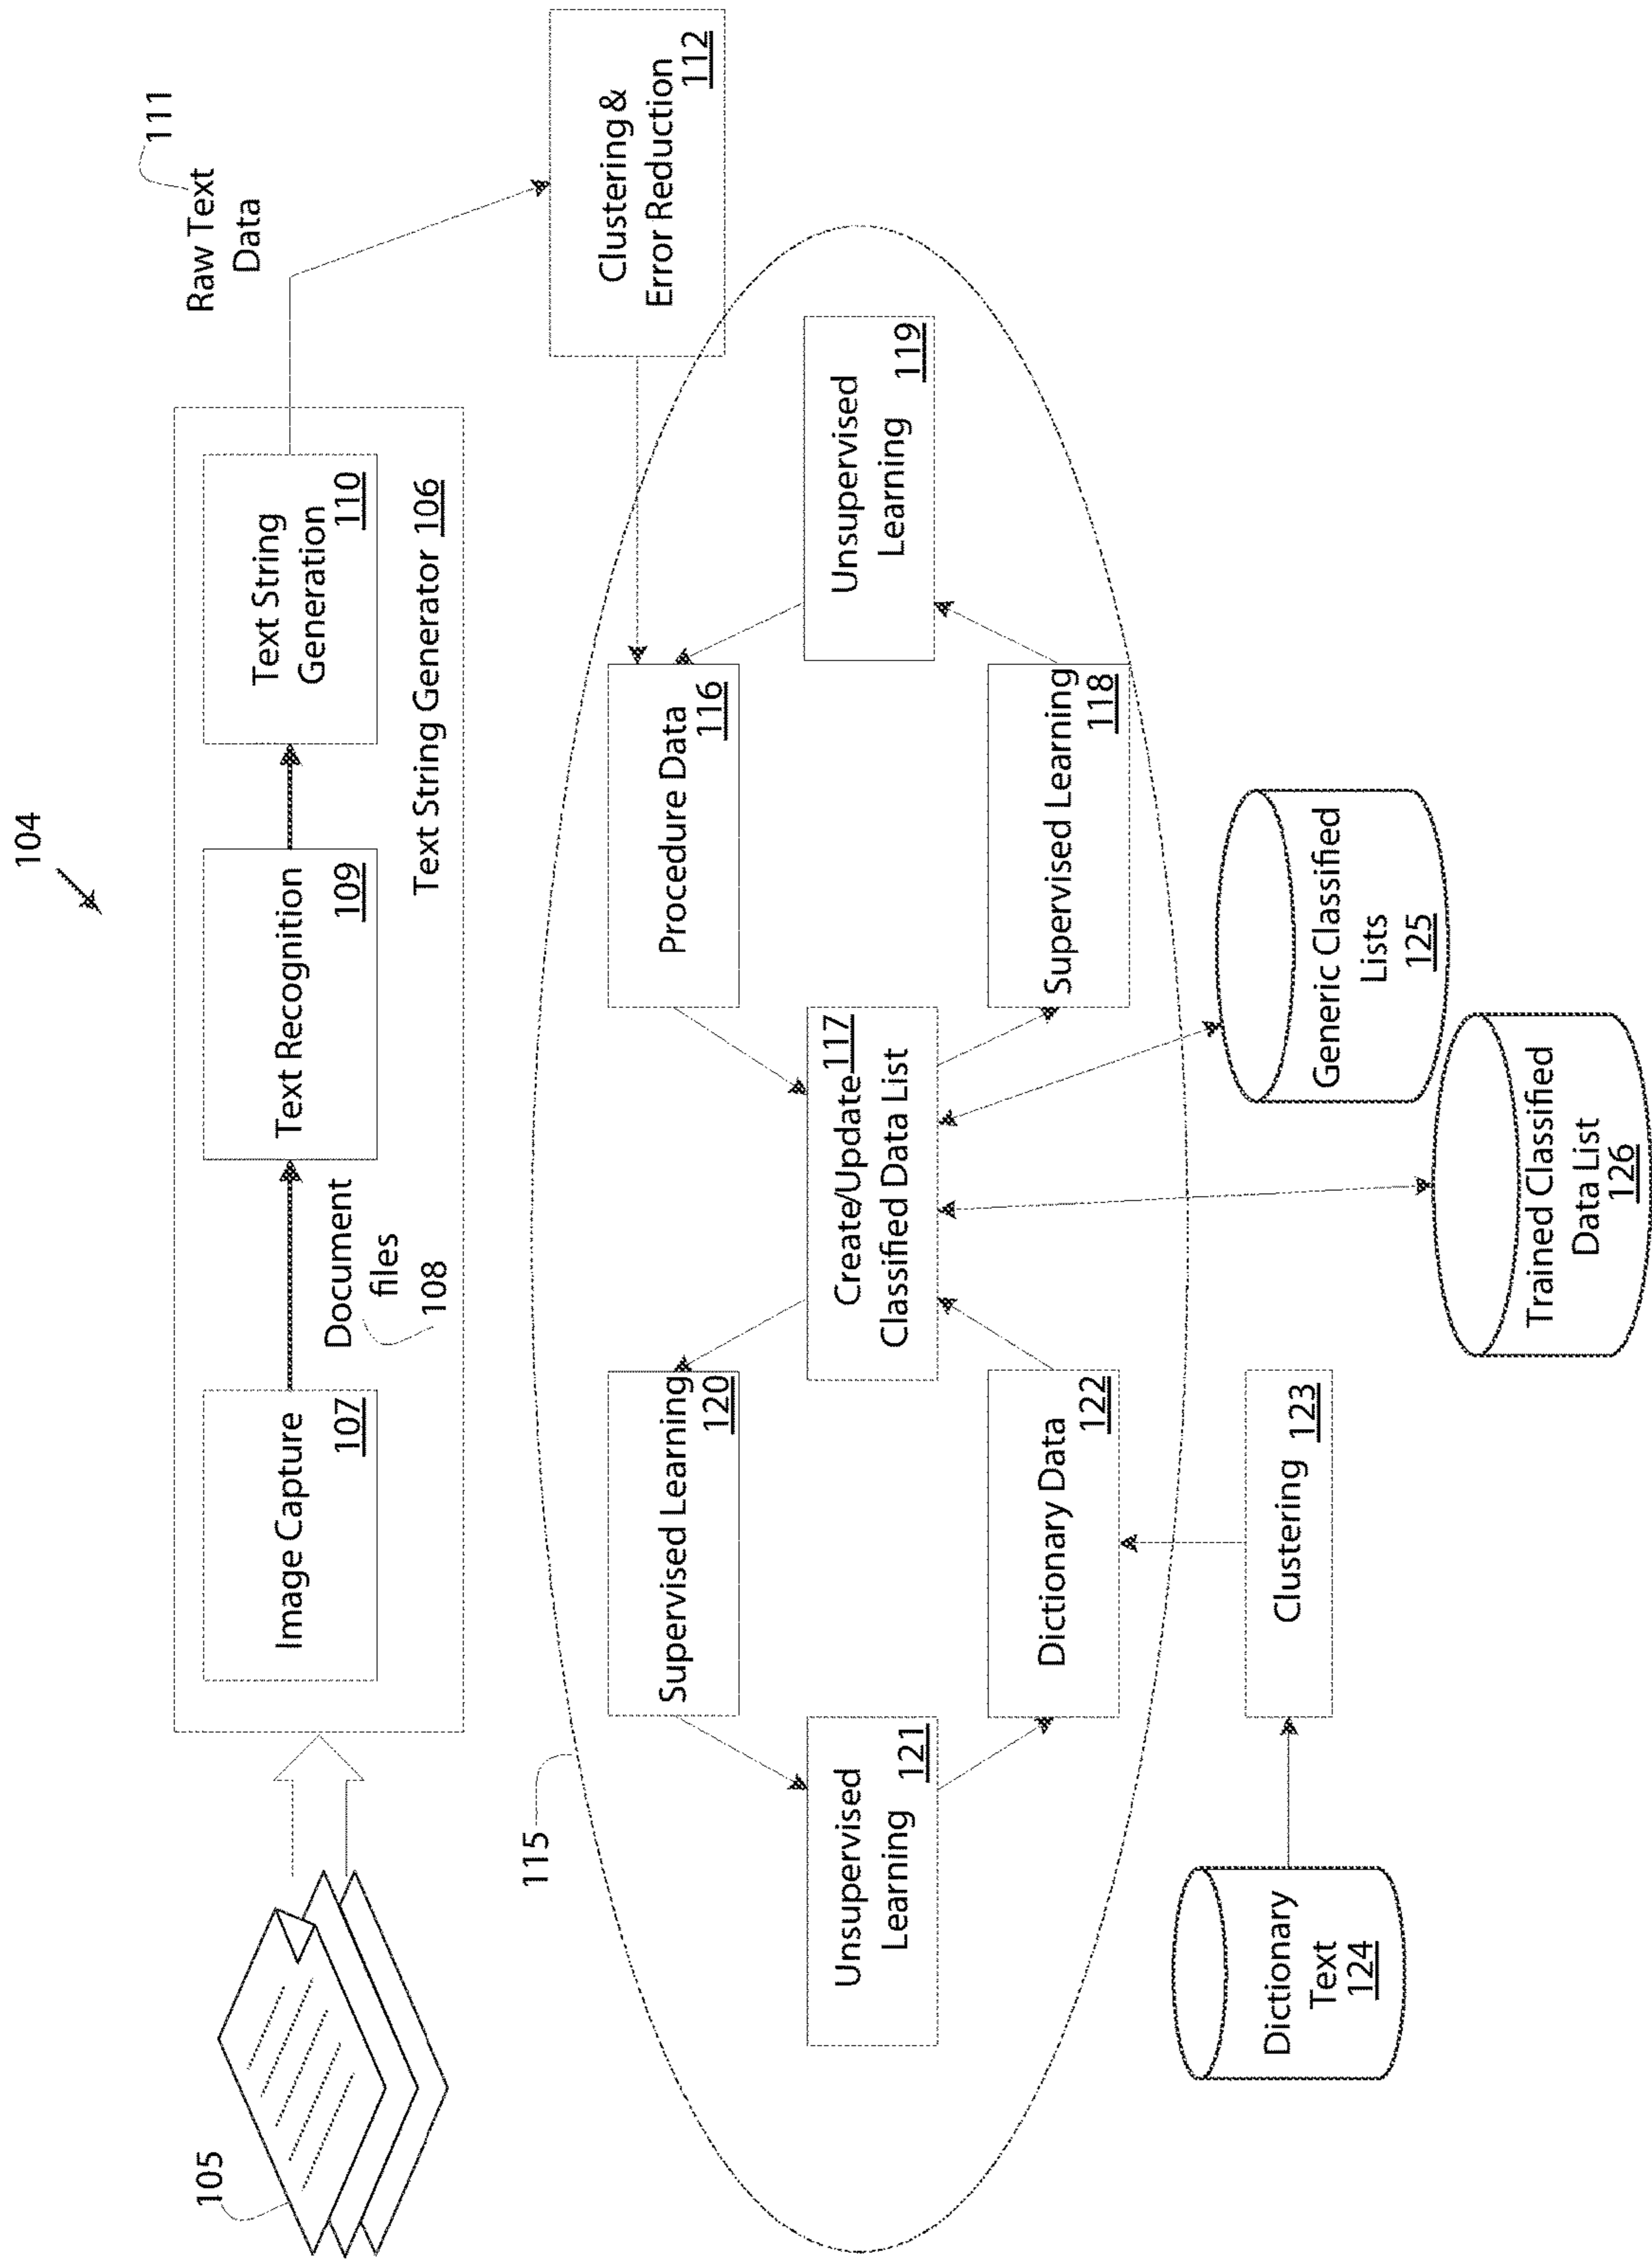 104
105
Image Capture
107
Document
files
108
Text Recognition
109
Text String
Generation
110
Text String Generator 106
Raw Text
Data
111
Clustering &
Error Reduction
112
115
Supervised Learning
120
Procedure Data
116
Unsupervised
Learning
121
Create/Update
117
Classified Data List
Unsupervised
Learning
119
Dictionary Data
122
Supervised Learning
118
Dictionary
Text
124
Clustering
123
Generic Classified
Lists
125
Trained Classified
Data List
126